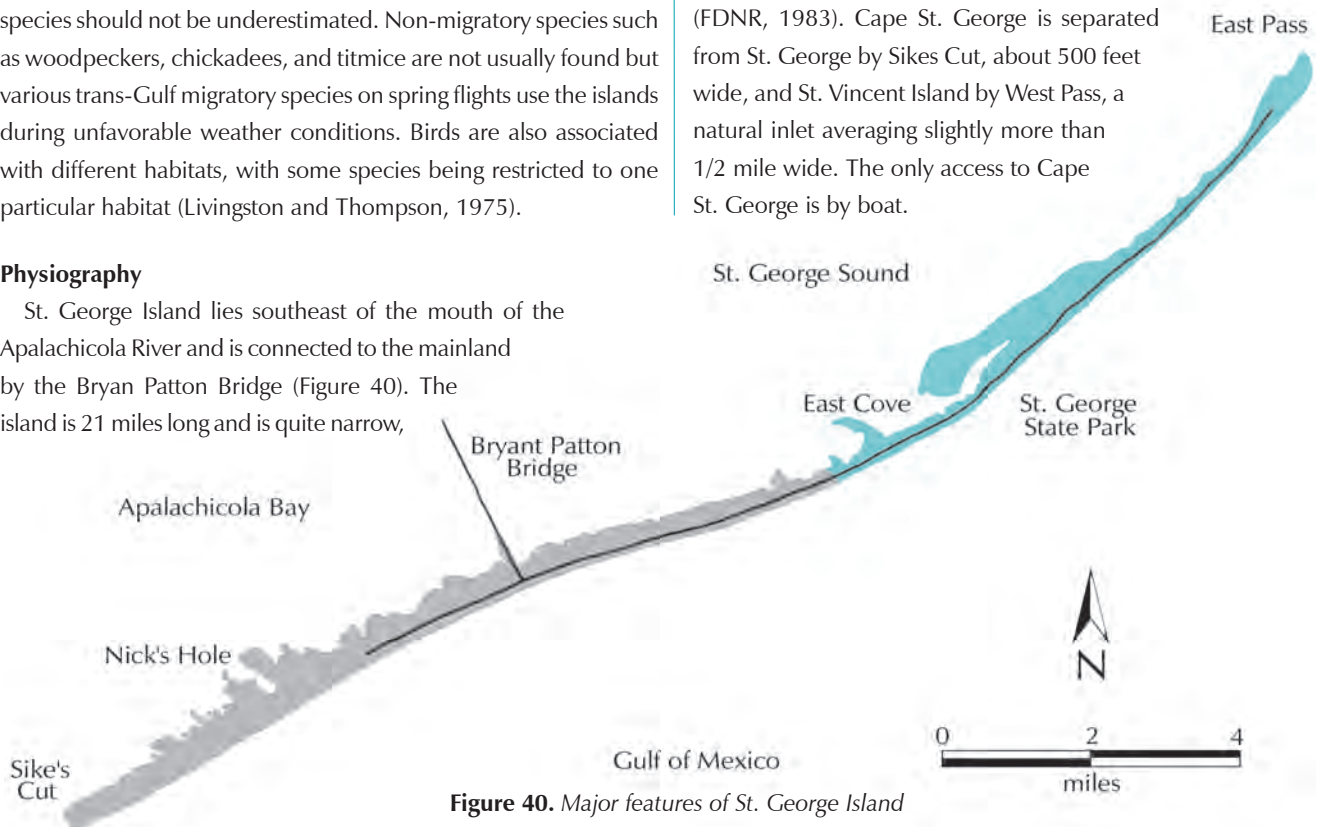 species should not be underestimated. Non-migratory species such
as woodpeckers, chickadees, and titmice are not usually found but
various trans-Gulf migratory species on spring flights use the islands
during unfavorable weather conditions. Birds are also associated
with different habitats, with some species being restricted to one
particular habitat (Livingston and Thompson, 1975).
Physiography
St. George Island lies southeast of the mouth of the
Apalachicola River and is connected to the mainland
by the Bryan Patton Bridge (Figure 40). The
island is 21 miles long and is quite narrow,
(FDNR, 1983). Cape St. George is separated
from St. George by Sikes Cut, about 500 feet
wide, and St. Vincent Island by West Pass, a
natural inlet averaging slightly more than
1/2 mile wide. The only access to Cape
St. George is by boat.
East Pass
St. George Sound
East Cove
St. George
State Park
Bryant Patton
Bridge
Apalachicola Bay
Nick's Hole
Sike's
Cut
Gulf of Mexico
N
0 2 4
miles
Figure 40. Major features of St. George Island